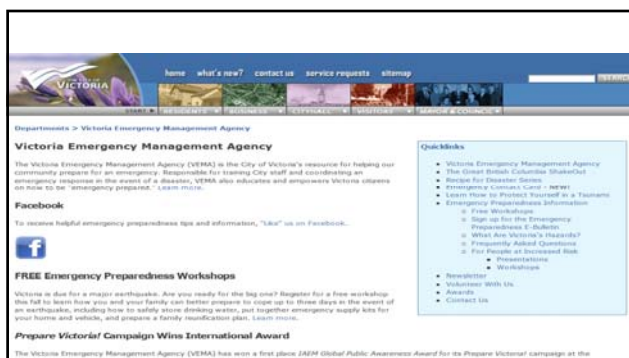 THE CITY OF
VICTORIA
home what's new? contact us service requests sitemap
SEARCH
START RESIDENTS BUSINESS CITYHALL VISITORS MAYOR & COUNCIL
Departments > Victoria Emergency Management Agency
Victoria Emergency Management Agency
The Victoria Emergency Management Agency (VEMA) is the City of Victoria's resource for helping our
community prepare for an emergency. Responsible for training City staff and coordinating an
emergency response in the event of a disaster, VEMA also educates and empowers Victoria citizens
on how to be "emergency prepared." Learn more.
Facebook
To receive helpful emergency preparedness tips and information, "Like" us on Facebook.
f
FREE Emergency Preparedness Workshops
Victoria is due for a major earthquake. Are you ready for the big one? Register for a free workshop
this fall to learn how you and your family can better prepare to cope up to three days in the event of
an earthquake, including how to safely store drinking water, put together emergency supply kits for
your home and vehicle, and prepare a family reunification plan. Learn more.
Prepare Victoria! Campaign Wins International Award
The Victoria Emergency Management Agency (VEMA) has won a first place IAEM Global Public Awareness Award for its Prepare Victoria! campaign at the
Quicklinks
Victoria Emergency Management Agency
The Great British Columbia ShakeOut
Recipe for Disaster Series
Emergency Contact Card - NEW!
Learn How to Protect Yourself in a Tsunami
Emergency Preparedness Information
Free Workshops
Sign up for the Emergency
Preparedness E-Bulletin
What Are Victoria's Hazards?
Frequently Asked Questions
For People at Increased Risk
Presentations
Workshops
Newsletter
Volunteer With Us
Awards
Contact Us